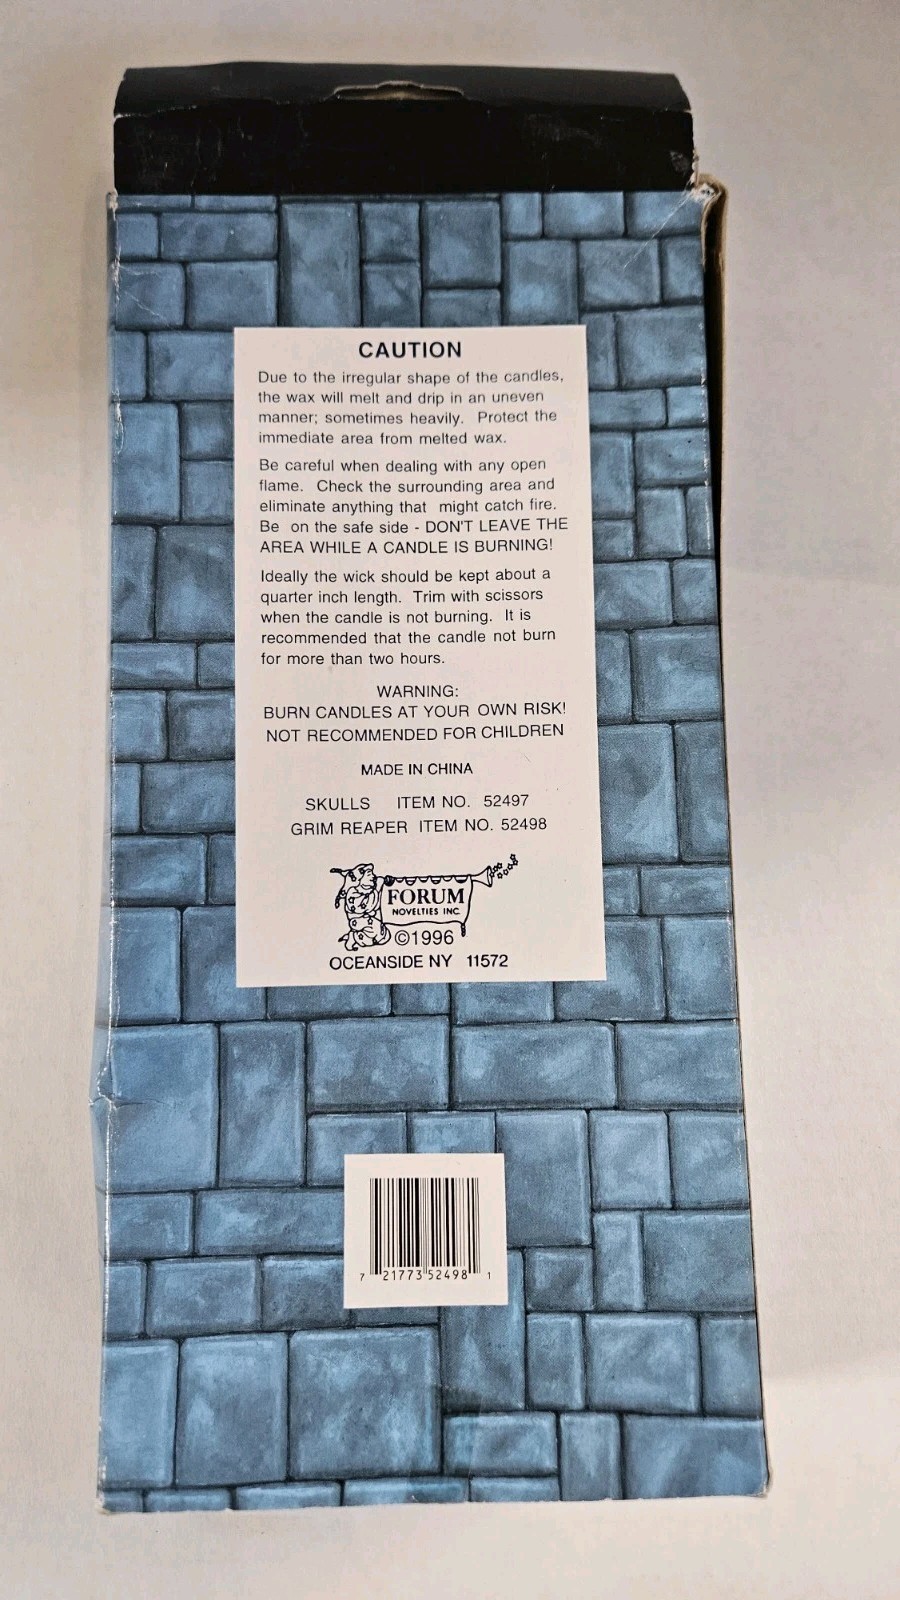 CAUTION
Due to the irregular shape of the candles,
the wax will melt and drip in an uneven
manner; sometimes heavily. Protect the
immediate area from melted wax.
Be careful when dealing with any open
flame. Check the surrounding area and
eliminate anything that might catch fire.
Be on the safe side - DON'T LEAVE THE
AREA WHILE A CANDLE IS BURNING!
Ideally the wick should be kept about a
quarter inch length. Trim with scissors
when the candle is not burning. It is
recommended that the candle not burn
for more than two hours.
WARNING:
BURN CANDLES AT YOUR OWN RISK!
NOT RECOMMENDED FOR CHILDREN
MADE IN CHINA
SKULLS ITEM NO. 52497
GRIM REAPER ITEM NO. 52498
FORUM
NOVELTIES INC.
©1996
OCEANSIDE NY 11572
7 21773 52498 1